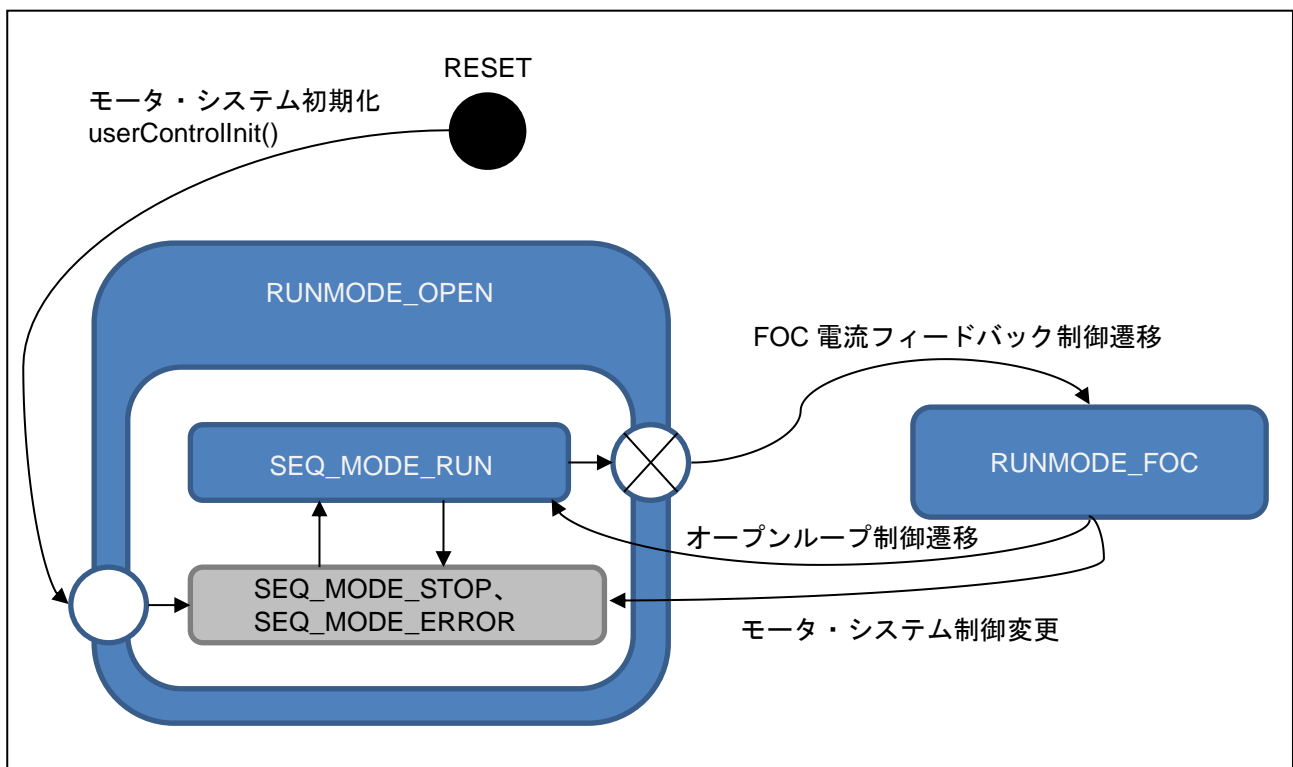 RESET
モータ・システム初期化
userControlInit()
RUNMODE_OPEN
FOC 電流フィードバック制御遷移
SEQ_MODE_RUN
RUNMODE_FOC
オープンループ制御遷移
SEQ_MODE_STOP、
SEQ_MODE_ERROR
モータ・システム制御変更